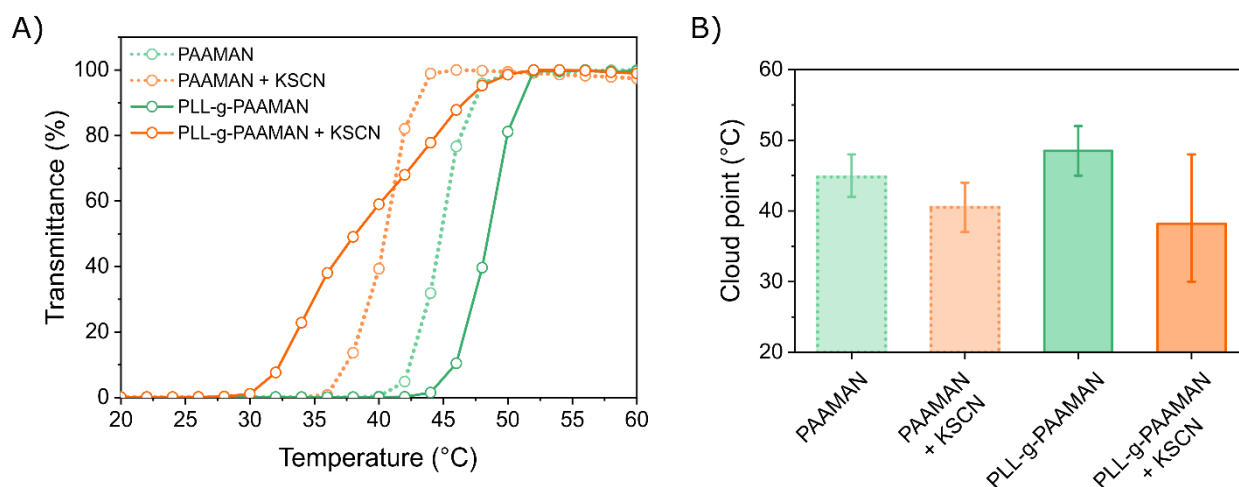 A)
Transmittance (%)
100
80
60
40
20
0
PAAMAN
PAAMAN + KSCN
PLL-g-PAAMAN
PLL-g-PAAMAN + KSCN
20 25 30 35 40 45 50 55 60
Temperature (°C)
B)
Cloud point (°C)
60
50
40
30
20
PAAMAN
PAAMAN
+ KSCN
PLL-g-PAAMAN
PLL-g-PAAMAN
+ KSCN